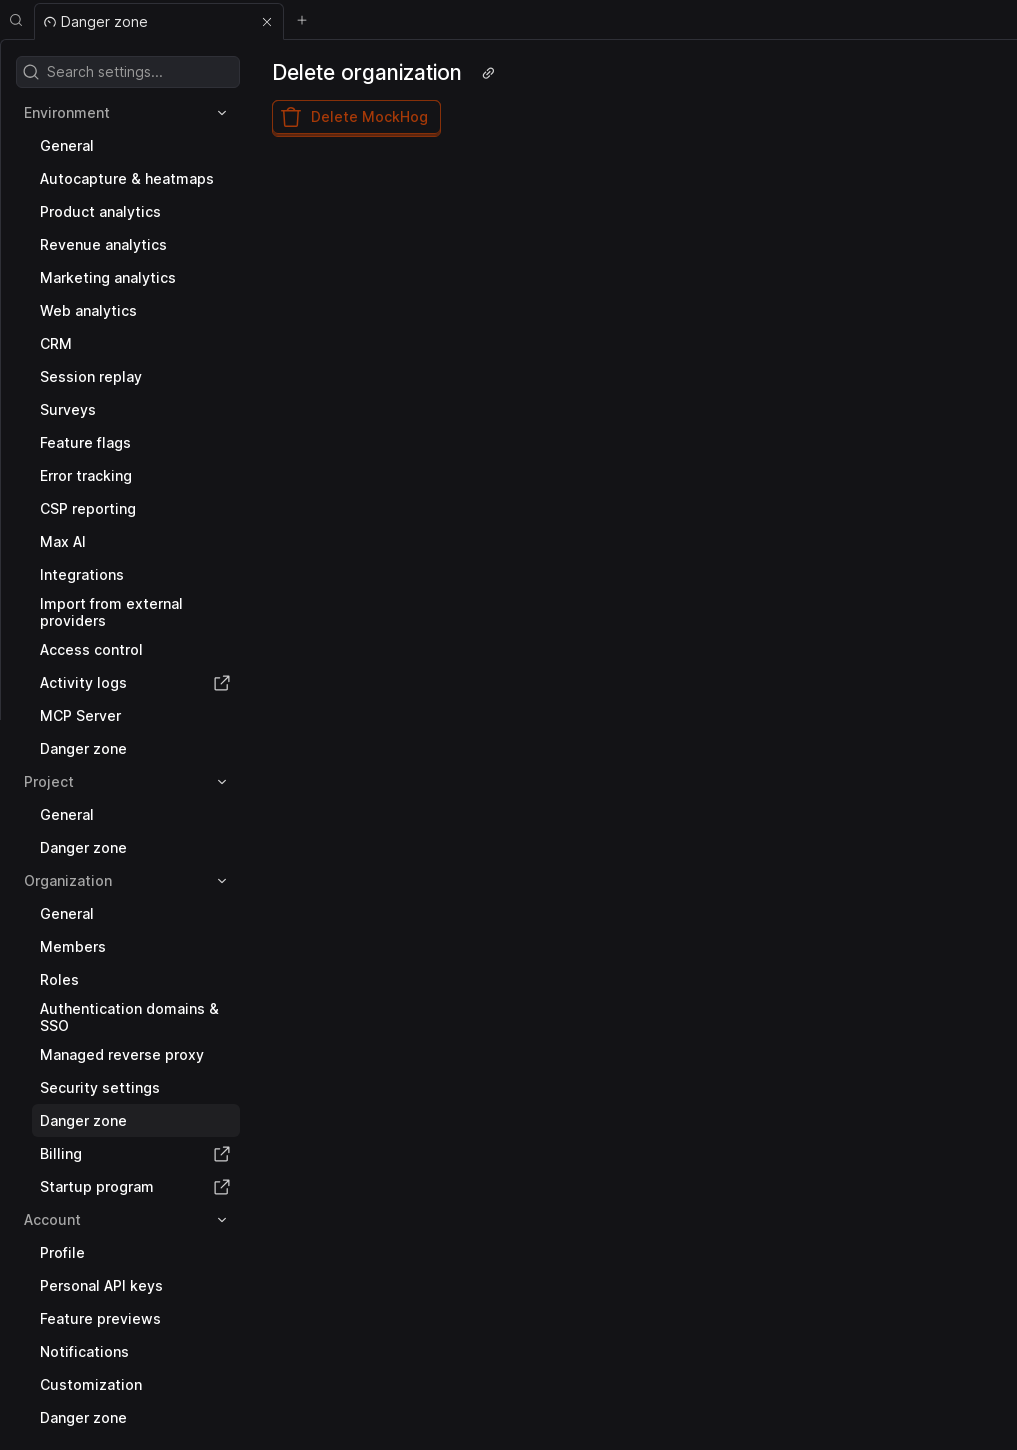 Danger zone
Search settings...
Environment
General
Autocapture & heatmaps
Product analytics
Revenue analytics
Marketing analytics
Web analytics
CRM
Session replay
Surveys
Feature flags
Error tracking
CSP reporting
Max AI
Integrations
Import from external
providers
Access control
Activity logs
MCP Server
Danger zone
Project
General
Danger zone
Organization
General
Members
Roles
Authentication domains &
SSO
Managed reverse proxy
Security settings
Danger zone
Billing
Startup program
Account
Profile
Personal API keys
Feature previews
Notifications
Customization
Danger zone
Delete organization
Delete MockHog